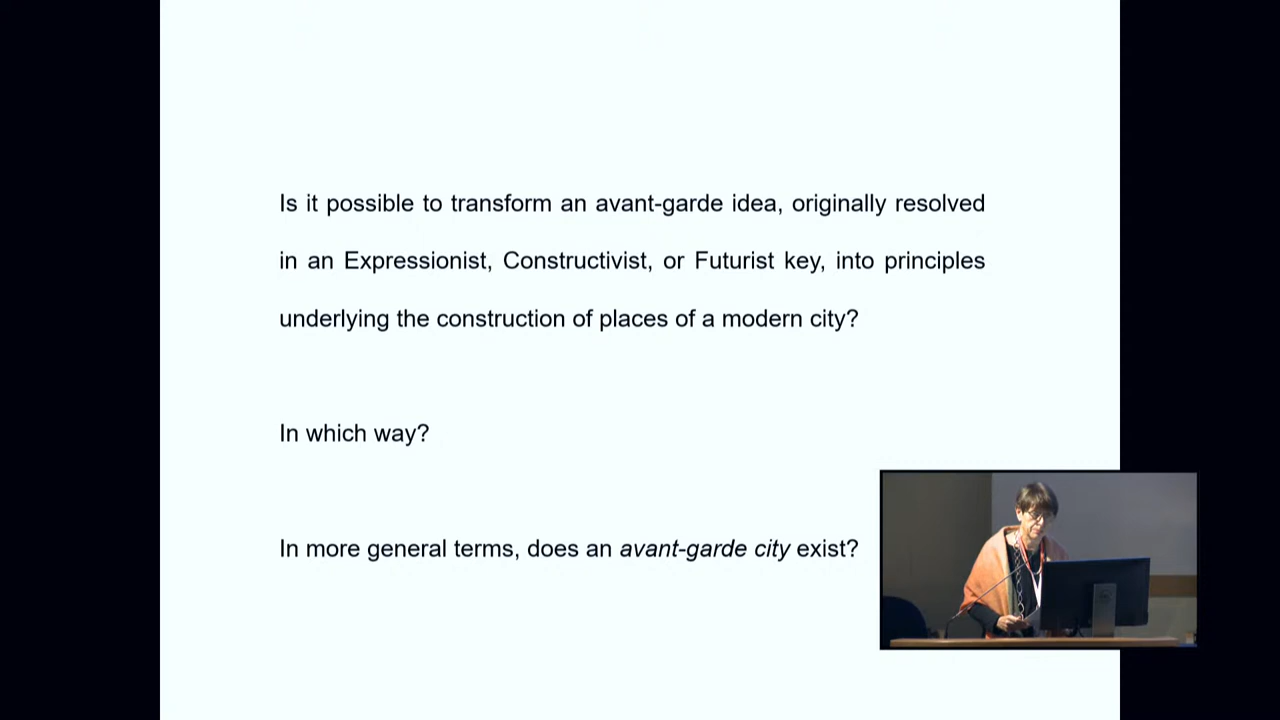 Is it possible to transform an avant-garde idea, originally resolved
in an Expressionist, Constructivist, or Futurist key, into principles
underlying the construction of places of a modern city?
In which way?
In more general terms, does an avant-garde city exist?